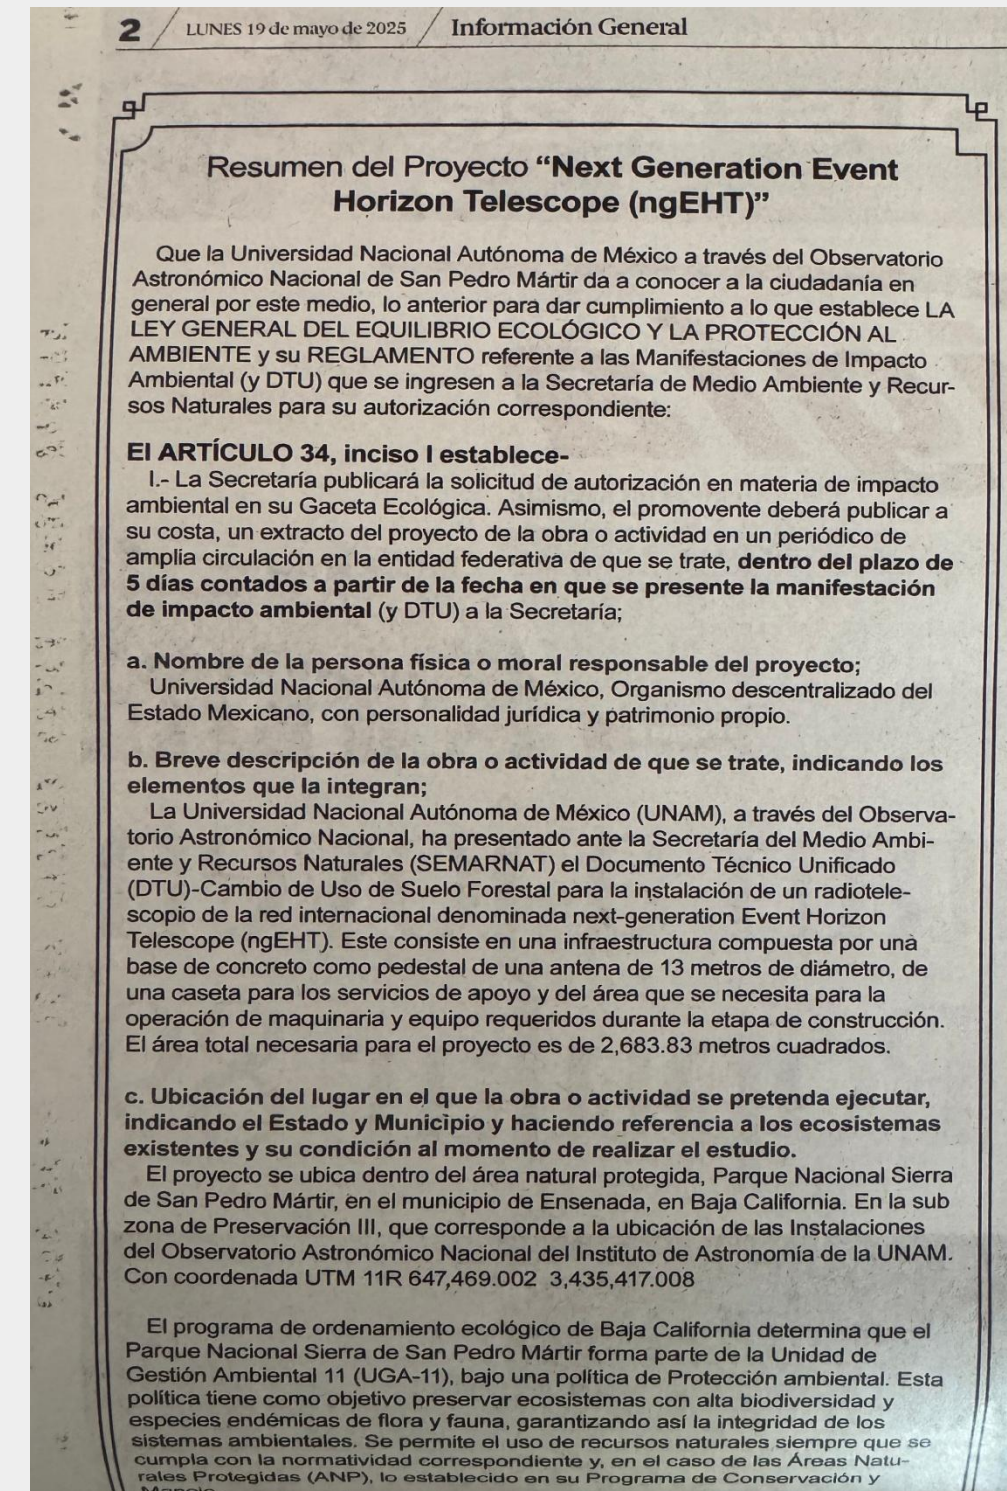 2 / LUNES 19 de mayo de 2025 / Información General
Resumen del Proyecto “Next Generation Event
Horizon Telescope (ngEHT)”
Que la Universidad Nacional Autónoma de México a través del Observatorio
Astronómico Nacional de San Pedro Mártir da a conocer a la ciudadanía en
general por este medio, lo anterior para dar cumplimiento a lo que establece LA
LEY GENERAL DEL EQUILIBRIO ECOLÓGICO Y LA PROTECCIÓN AL
AMBIENTE y su REGLAMENTO referente a las Manifestaciones de Impacto
Ambiental (y DTU) que se ingresen a la Secretaría de Medio Ambiente y Recur-
sos Naturales para su autorización correspondiente:
El ARTÍCULO 34, inciso I establece-
I.- La Secretaría publicará la solicitud de autorización en materia de impacto
ambiental en su Gaceta Ecológica. Asimismo, el promovente deberá publicar a
su costa, un extracto del proyecto de la obra o actividad en un periódico de
amplia circulación en la entidad federativa de que se trate, dentro del plazo de
5 días contados a partir de la fecha en que se presente la manifestación
de impacto ambiental (y DTU) a la Secretaría;
a. Nombre de la persona física o moral responsable del proyecto;
Universidad Nacional Autónoma de México, Organismo descentralizado del
Estado Mexicano, con personalidad jurídica y patrimonio propio.
b. Breve descripción de la obra o actividad de que se trate, indicando los
elementos que la integran;
La Universidad Nacional Autónoma de México (UNAM), a través del Observa-
torio Astronómico Nacional, ha presentado ante la Secretaría del Medio Ambi-
ente y Recursos Naturales (SEMARNAT) el Documento Técnico Unificado
(DTU)-Cambio de Uso de Suelo Forestal para la instalación de un radiotele-
scopio de la red internacional denominada next-generation Event Horizon
Telescope (ngEHT). Este consiste en una infraestructura compuesta por una
base de concreto como pedestal de una antena de 13 metros de diámetro, de
una caseta para los servicios de apoyo y del área que se necesita para la
operación de maquinaria y equipo requeridos durante la etapa de construcción.
El área total necesaria para el proyecto es de 2,683.83 metros cuadrados.
c. Ubicación del lugar en el que la obra o actividad se pretenda ejecutar,
indicando el Estado y Municipio y haciendo referencia a los ecosistemas
existentes y su condición al momento de realizar el estudio.
El proyecto se ubica dentro del área natural protegida, Parque Nacional Sierra
de San Pedro Mártir, en el municipio de Ensenada, en Baja California. En la sub
zona de Preservación III, que corresponde a la ubicación de las Instalaciones
del Observatorio Astronómico Nacional del Instituto de Astronomía de la UNAM.
Con coordenada UTM 11R 647,469.002 3,435,417.008
El programa de ordenamiento ecológico de Baja California determina que el
Parque Nacional Sierra de San Pedro Mártir forma parte de la Unidad de
Gestión Ambiental 11 (UGA-11), bajo una política de Protección ambiental. Esta
política tiene como objetivo preservar ecosistemas con alta biodiversidad y
especies endémicas de flora y fauna, garantizando así la integridad de los
sistemas ambientales. Se permite el uso de recursos naturales siempre que se
cumpla con la normatividad correspondiente y, en el caso de las Áreas Natu-
rales Protegidas (ANP), lo establecido en su Programa de Conservación y